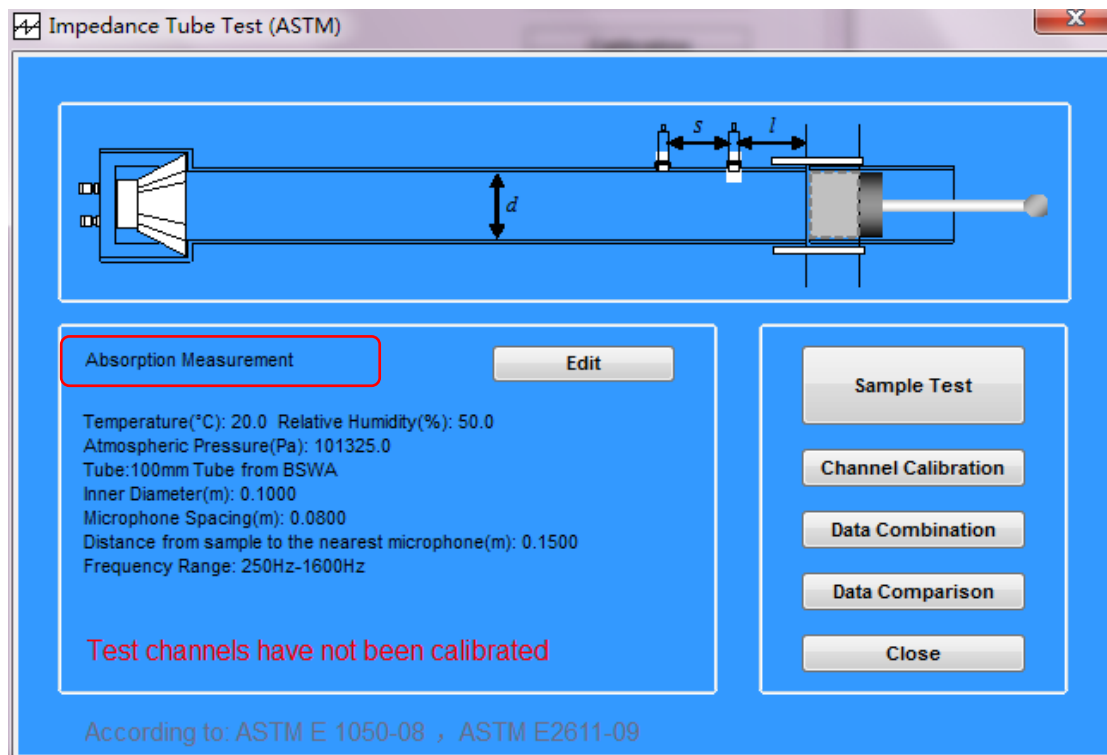 Impedance Tube Test (ASTM)
s
l
d
Absorption Measurement
Edit
Temperature(°C): 20.0 Relative Humidity(%): 50.0
Atmospheric Pressure(Pa): 101325.0
Tube:100mm Tube from BSWA
Inner Diameter(m): 0.1000
Microphone Spacing(m): 0.0800
Distance from sample to the nearest microphone(m): 0.1500
Frequency Range: 250Hz-1600Hz
Test channels have not been calibrated
Sample Test
Channel Calibration
Data Combination
Data Comparison
Close
According to: ASTM E 1050-08 , ASTM E2611-09